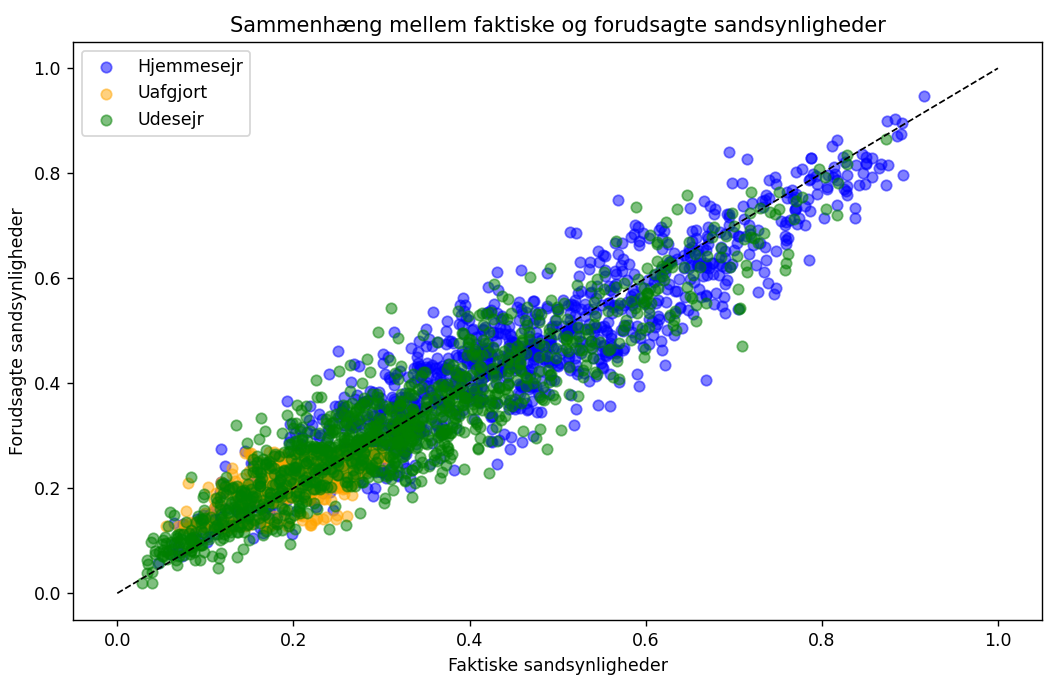 Sammenhæng mellem faktiske og forudsagte sandsynligheder
Hjemmesejr
Uafgjort
Udesejr
Forudsagte sandsynligheder
1.0
0.8
0.6
0.4
0.2
0.0
0.0 0.2 0.4 0.6 0.8 1.0
Faktiske sandsynligheder